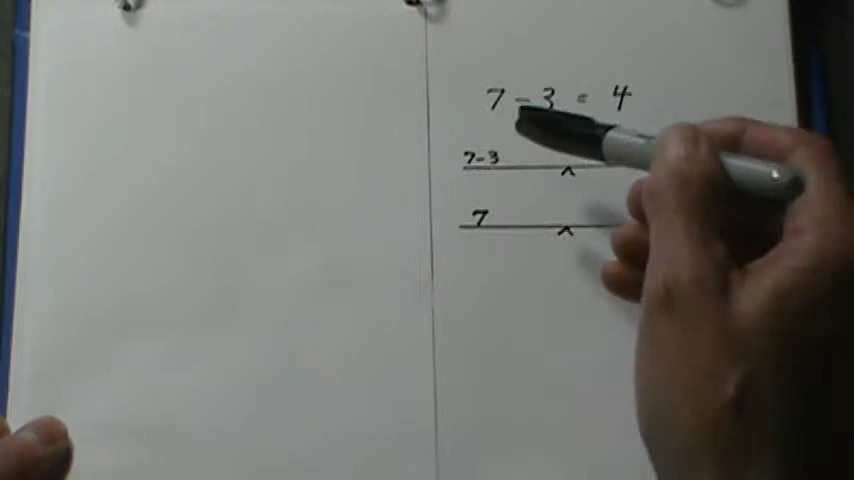 7 - 3 = 4
7-3
^
7
^